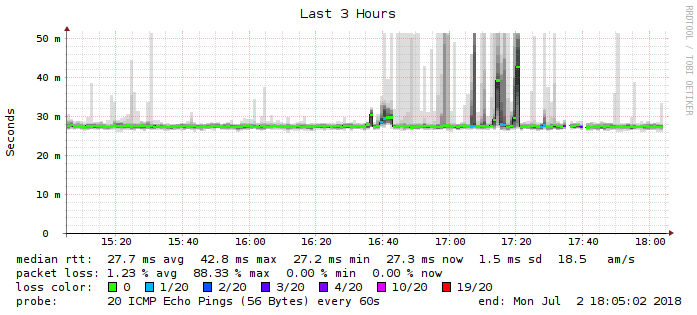 Last 3 Hours
RRDTOOL / TOBI OETIKER
Seconds
50 m
40 m
30 m
20 m
10 m
0
15:20 15:40 16:00 16:20 16:40 17:00 17:20 17:40 18:00
median rtt: 27.7 ms avg 42.8 ms max 27.2 ms min 27.3 ms now 1.5 ms sd 18.5 am/s
packet loss: 1.23 % avg 88.33 % max 0.00 % min 0.00 % now
loss color: 0 1/20 2/20 3/20 4/20 10/20 19/20
probe: 20 ICMP Echo Pings (56 Bytes) every 60s end: Mon Jul 2 18:05:02 2018